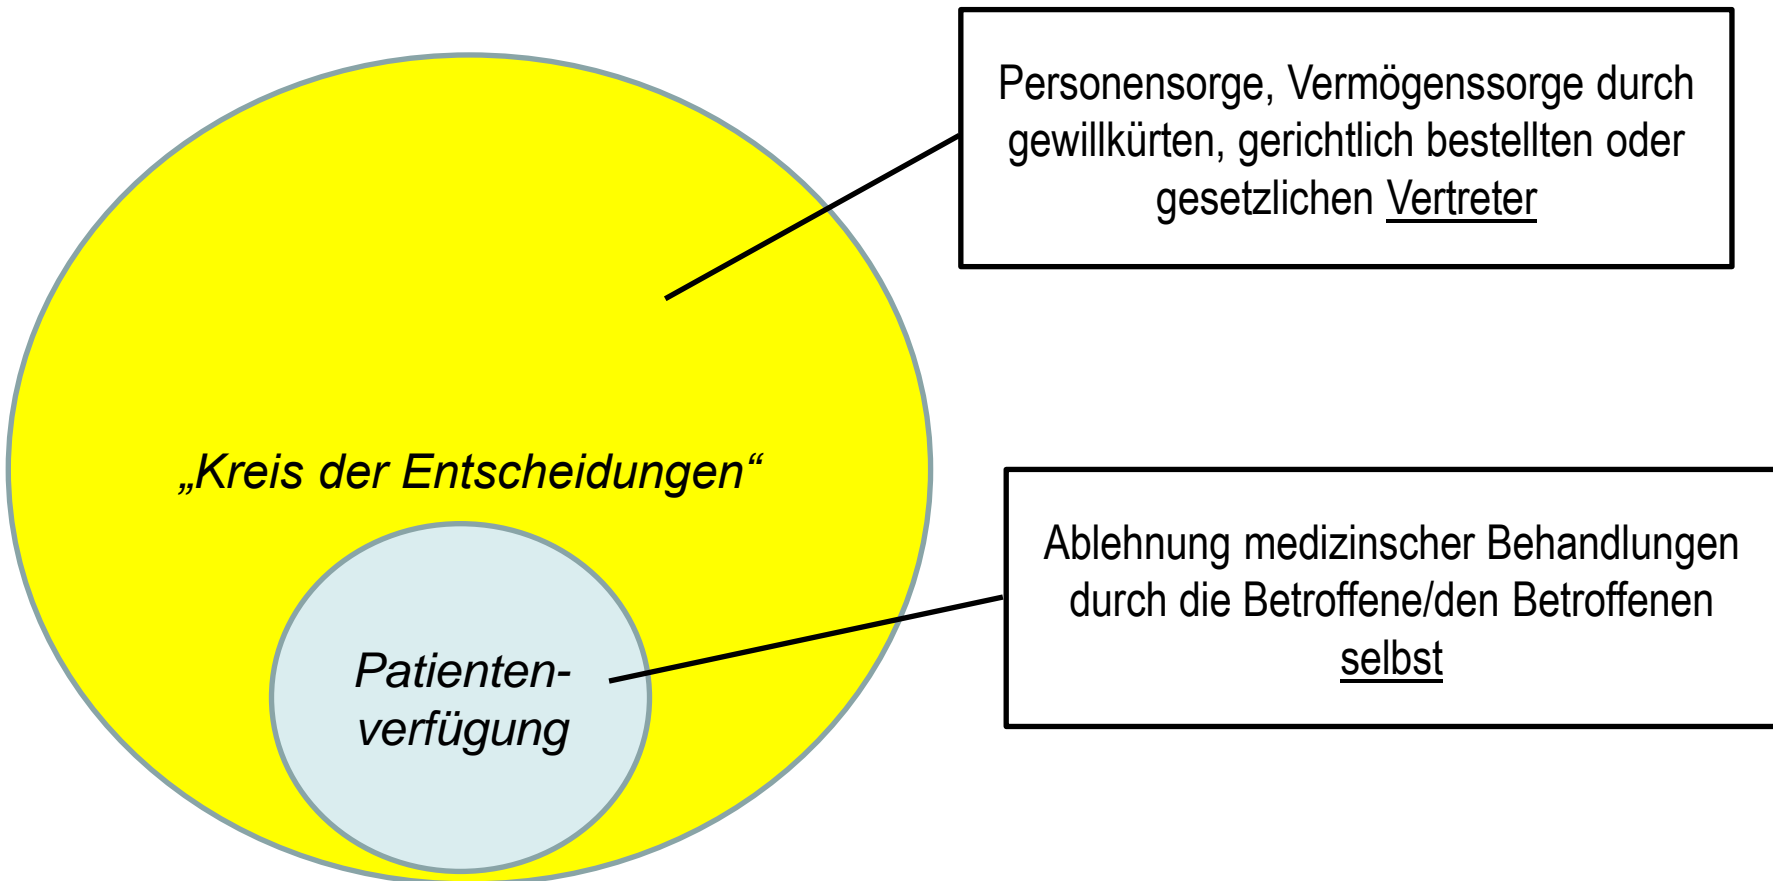 Personensorge, Vermögenssorge durch
gewillkürten, gerichtlich bestellten oder
gesetzlichen Vertreter
„Kreis der Entscheidungen“
Ablehnung medizinscher Behandlungen
durch die Betroffene/den Betroffenen
selbst
Patienten-
verfügung